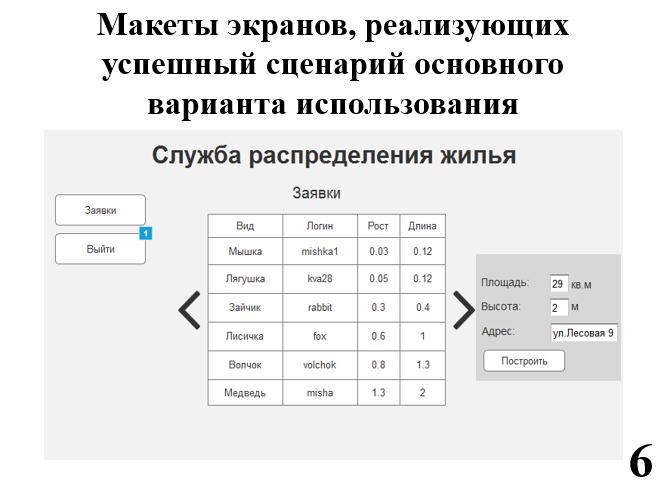 Макеты экранов, реализующих
успешный сценарий основного
варианта использования
Служба распределения жилья
Заявки
Заявки
1
Выйти
Вид Логин Рост Длина
Мышка mishka1 0.03 0.12
Лягушка kva28 0.05 0.12
Зайчик rabbit 0.3 0.4
Лисичка fox 0.6 1
Волчок volchok 0.8 1.3
Медведь misha 1.3 2
Площадь: 29 кв.м
Высота: 2 м
Адрес: ул.Лесовая 9
Построить
6